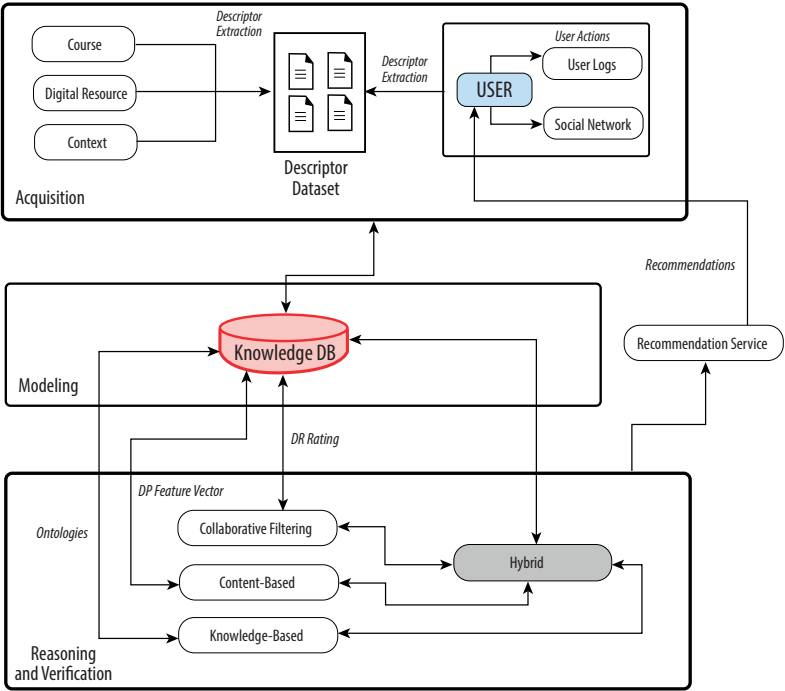 Descriptor
Extraction
Course
Digital Resource
Context
Descriptor
Dataset
Descriptor
Extraction
User Actions
USER
User Logs
Social Network
Acquisition
Recommendations
Recommendation Service
Knowledge DB
Modeling
DR Rating
DP Feature Vector
Ontologies
Collaborative Filtering
Content-Based
Knowledge-Based
Hybrid
Reasoning
and Verification